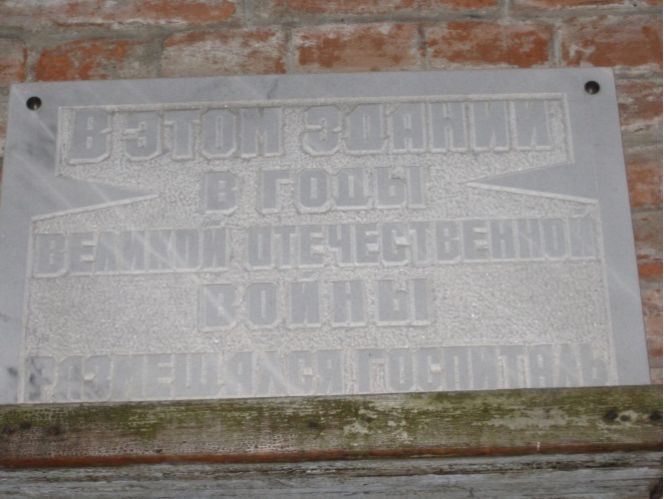 В ЭТОМ ЗДАНИИ
В ГОДЫ
ВЕЛИКОЙ ОТЕЧЕСТВЕННОЙ
ВОЙНЫ
РАЗМЕЩАЛСЯ ГОСПИТАЛЬ